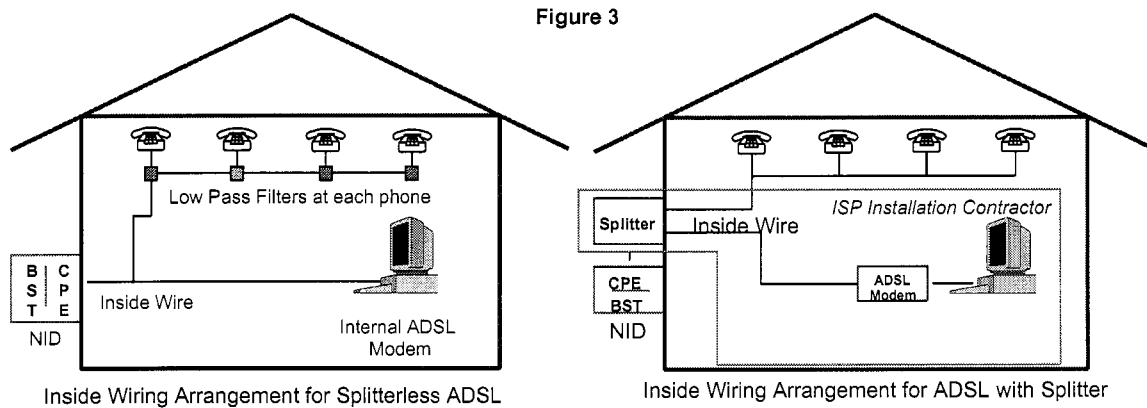 Figure 3
Low Pass Filters at each phone
B C
S P
T E
NID
Inside Wire
Internal ADSL
Modem
Inside Wiring Arrangement for Splitterless ADSL
Splitter
Inside Wire
ISP Installation Contractor
CPE
BST
NID
ADSL
Modem
Inside Wiring Arrangement for ADSL with Splitter